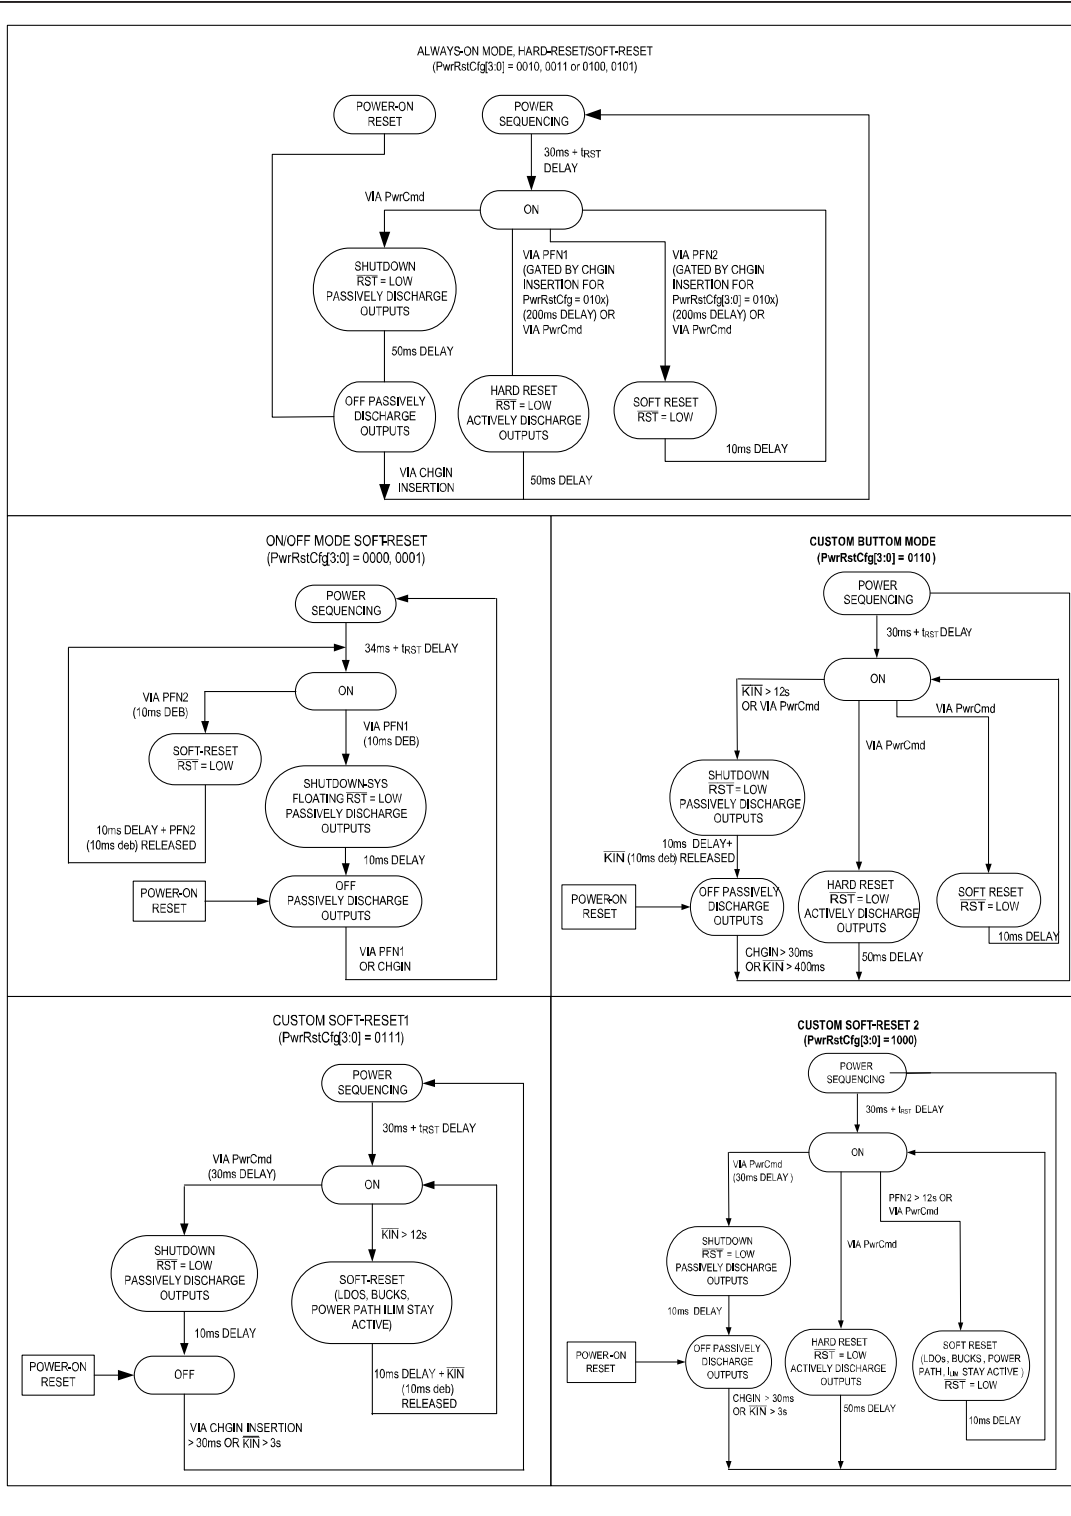 ALWAYS-ON MODE, HARD-RESET/SOFT-RESET
(PwrRstCfg[3:0] = 0010, 0011 or 0100, 0101)
POWER-ON
RESET
POWER
SEQUENCING
30ms + tRST
DELAY
VIA PwrCmd
ON
SHUTDOWN
RST = LOW
PASSIVELY DISCHARGE
OUTPUTS
VIA PFN1
(GATED BY CHGIN
INSERTION FOR
PwrRstCfg = 010x)
(200ms DELAY) OR
VIA PwrCmd
VIA PFN2
(GATED BY CHGIN
INSERTION FOR
PwrRstCfg[3:0] = 010x)
(200ms DELAY) OR
VIA PwrCmd
50ms DELAY
OFF PASSIVELY
DISCHARGE
OUTPUTS
HARD RESET
RST = LOW
ACTIVELY DISCHARGE
OUTPUTS
SOFT RESET
RST = LOW
10ms DELAY
VIA CHGIN
INSERTION
50ms DELAY
ON/OFF MODE SOFT-RESET
(PwrRstCfg[3:0] = 0000, 0001)
POWER
SEQUENCING
34ms + tRST DELAY
ON
VIA PFN2
(10ms DEB)
VIA PFN1
(10ms DEB)
SOFT-RESET
RST = LOW
SHUTDOWN-SYS
FLOATING RST = LOW
PASSIVELY DISCHARGE
OUTPUTS
10ms DELAY + PFN2
(10ms deb) RELEASED
10ms DELAY
POWER-ON
RESET
OFF
PASSIVELY DISCHARGE
OUTPUTS
VIA PFN1
OR CHGIN
CUSTOM BUTTOM MODE
(PwrRstCfg[3:0] = 0110)
POWER
SEQUENCING
30ms + tRST DELAY
ON
KIN > 12s
OR VIA PwrCmd
VIA PwrCmd
VIA PwrCmd
SHUTDOWN
RST = LOW
PASSIVELY DISCHARGE
OUTPUTS
10ms DELAY+
KIN (10ms deb) RELEASED
POWER-ON
RESET
OFF PASSIVELY
DISCHARGE
OUTPUTS
HARD RESET
RST = LOW
ACTIVELY DISCHARGE
OUTPUTS
SOFT RESET
RST = LOW
10ms DELAY
CHGIN > 30ms
OR KIN > 400ms
50ms DELAY
CUSTOM SOFT-RESET1
(PwrRstCfg[3:0] = 0111)
POWER
SEQUENCING
30ms + tRST DELAY
VIA PwrCmd
(30ms DELAY)
ON
KIN > 12s
SHUTDOWN
RST = LOW
PASSIVELY DISCHARGE
OUTPUTS
SOFT-RESET
(LDOS, BUCKS,
POWER PATH ILIM STAY
ACTIVE)
10ms DELAY
POWER-ON
RESET
OFF
10ms DELAY + KIN
(10ms deb)
RELEASED
VIA CHGIN INSERTION
> 30ms OR KIN > 3s
CUSTOM SOFT-RESET 2
(PwrRstCfg[3:0] = 1000)
POWER
SEQUENCING
30ms + tRST DELAY
ON
VIA PwrCmd
(30ms DELAY )
PFN2 > 12s OR
VIA PwrCmd
VIA PwrCmd
SHUTDOWN
RST = LOW
PASSIVELY DISCHARGE
OUTPUTS
10ms DELAY
POWER-ON
RESET
OFF PASSIVELY
DISCHARGE
OUTPUTS
HARD RESET
RST = LOW
ACTIVELY DISCHARGE
OUTPUTS
SOFT RESET
(LDOs, BUCKS, POWER
PATH, ILIM STAY ACTIVE )
RST = LOW
CHGIN > 30ms
OR KIN > 3s
50ms DELAY
10ms DELAY